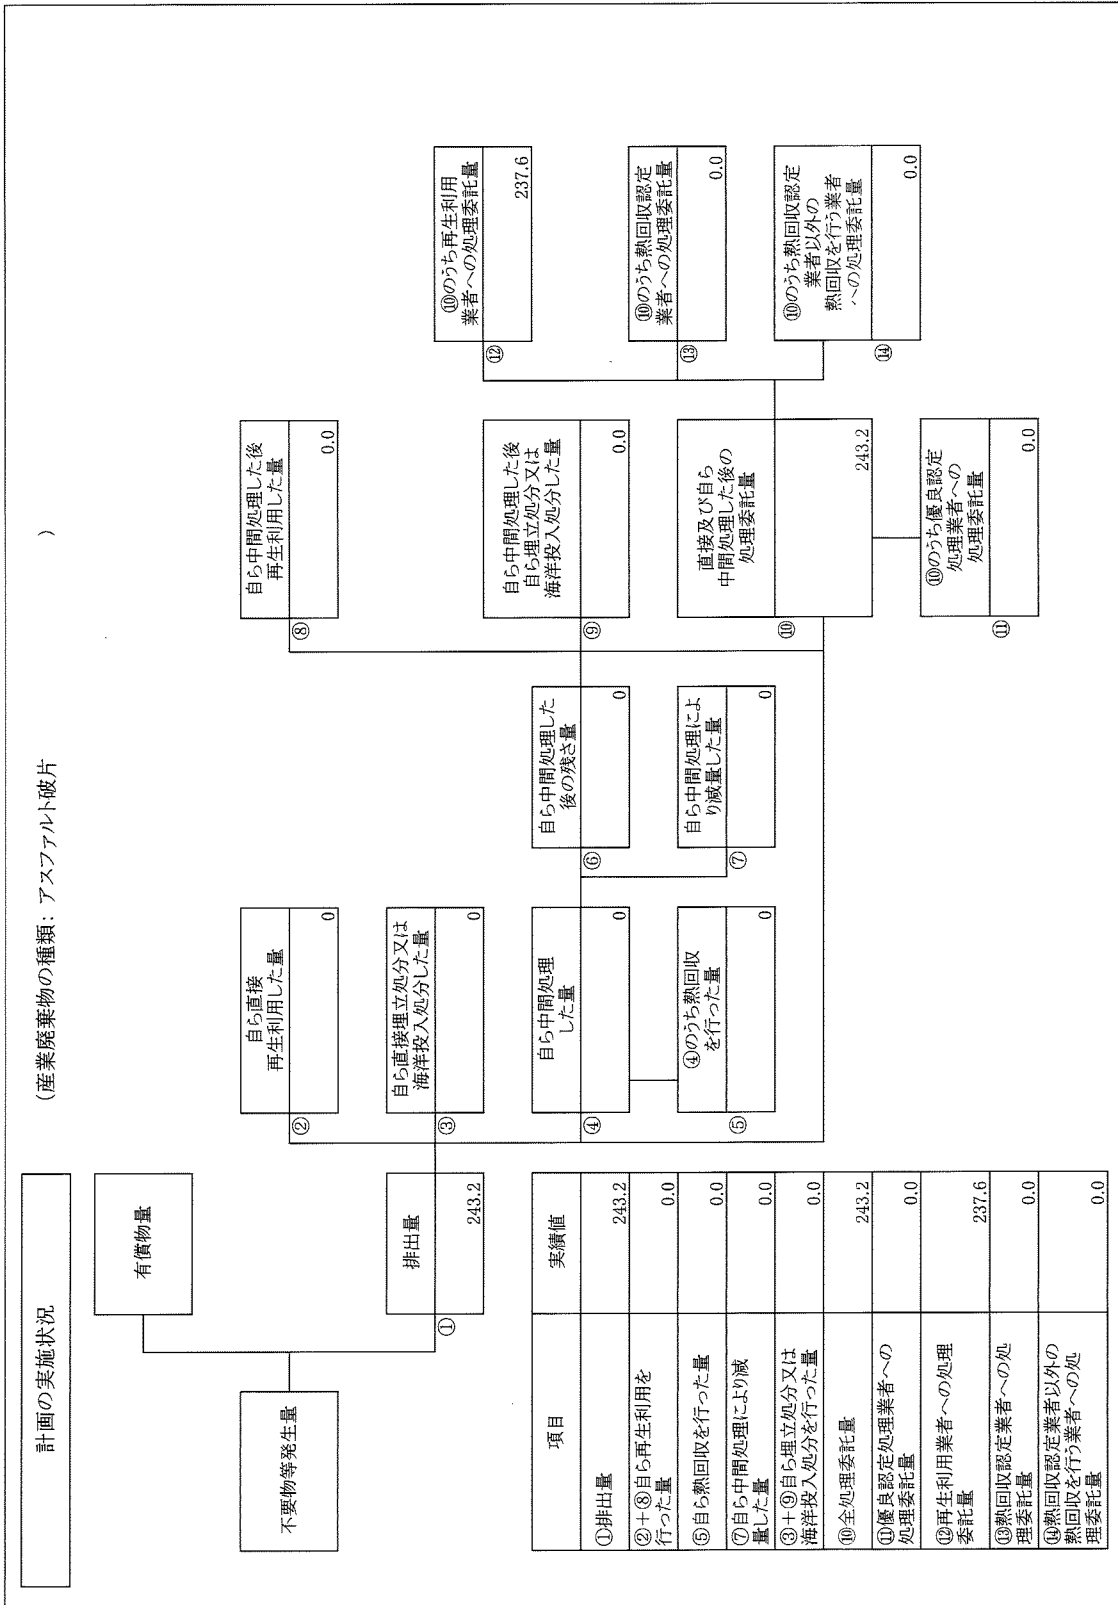 計画の実施状況
(産業廃棄物の種類: アスファルト破片 )
不要物等発生量
有償物量
①
排出量
243.2
②
自ら直接
再生利用した量
0
③
自ら直接埋立処分又は
海洋投入処分した量
0
④
自ら中間処理
した量
0
⑤
④のうち熱回収
を行った量
0
⑥
自ら中間処理した
後の残さ量
0
⑦
自ら中間処理によ
り減量した量
0
⑧
自ら中間処理した後
再生利用した量
0.0
⑨
自ら中間処理した後
自ら埋立処分又は
海洋投入処分した量
0.0
⑩
直接及び自ら
中間処理した後の
処理委託量
243.2
⑪
⑩のうち優良認定
処理業者への
処理委託量
0.0
⑫
⑩のうち再生利用
業者への処理委託量
237.6
⑬
⑩のうち熱回収認定
業者への処理委託量
0.0
⑭
⑩のうち熱回収認定
業者以外の
熱回収を行う業者
への処理委託量
0.0
項目 実績値
①排出量 243.2
②+⑧自ら再生利用を
行った量 0.0
⑤自ら熱回収を行った量 0.0
⑦自ら中間処理により減
量した量 0.0
③+⑨自ら埋立処分又は
海洋投入処分を行った量 0.0
⑩全処理委託量 243.2
⑪優良認定処理業者への
処理委託量 0.0
⑫再生利用業者への処理
委託量 237.6
⑬熱回収認定業者への処
理委託量 0.0
⑭熱回収認定業者以外の
熱回収を行う業者への処
理委託量 0.0